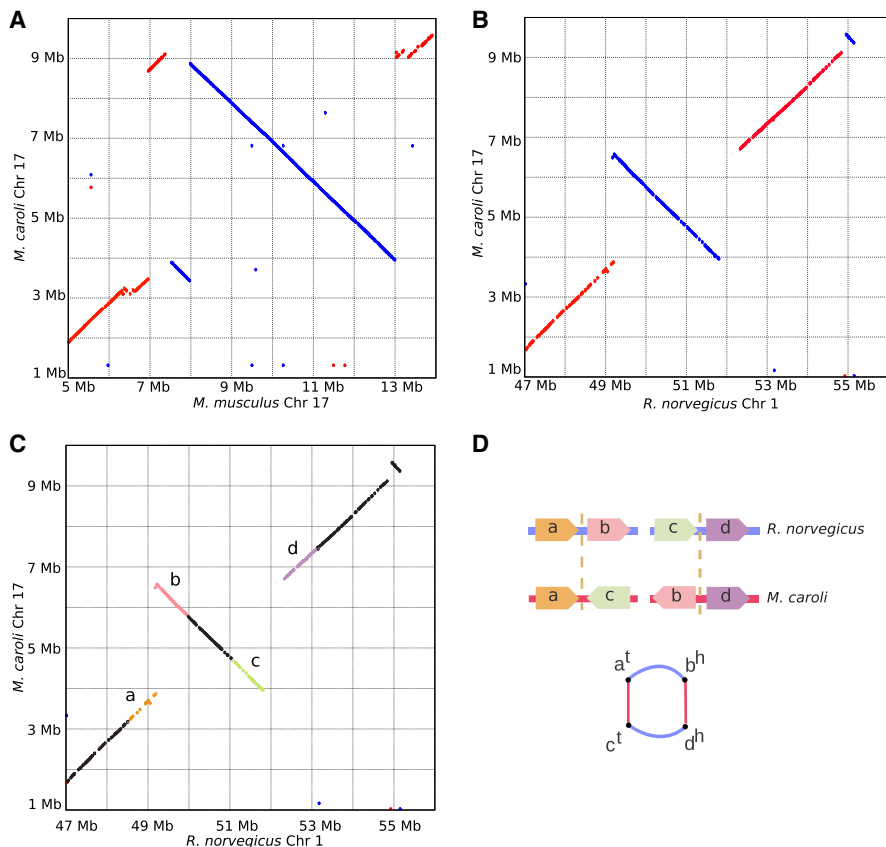 A
9 Mb
7 Mb
5 Mb
3 Mb
1 Mb
M. caroli Chr 17
5 Mb 7 Mb 9 Mb 11 Mb 13 Mb
M. musculus Chr 17
B
9 Mb
7 Mb
5 Mb
3 Mb
1 Mb
M. caroli Chr 17
47 Mb 49 Mb 51 Mb 53 Mb 55 Mb
R. norvegicus Chr 1
C
9 Mb
7 Mb
5 Mb
3 Mb
1 Mb
M. caroli Chr 17
d
b
c
a
47 Mb 49 Mb 51 Mb 53 Mb 55 Mb
R. norvegicus Chr 1
D
a b c d R. norvegicus
a c b d M. caroli
a^t b^h
c^t d^h